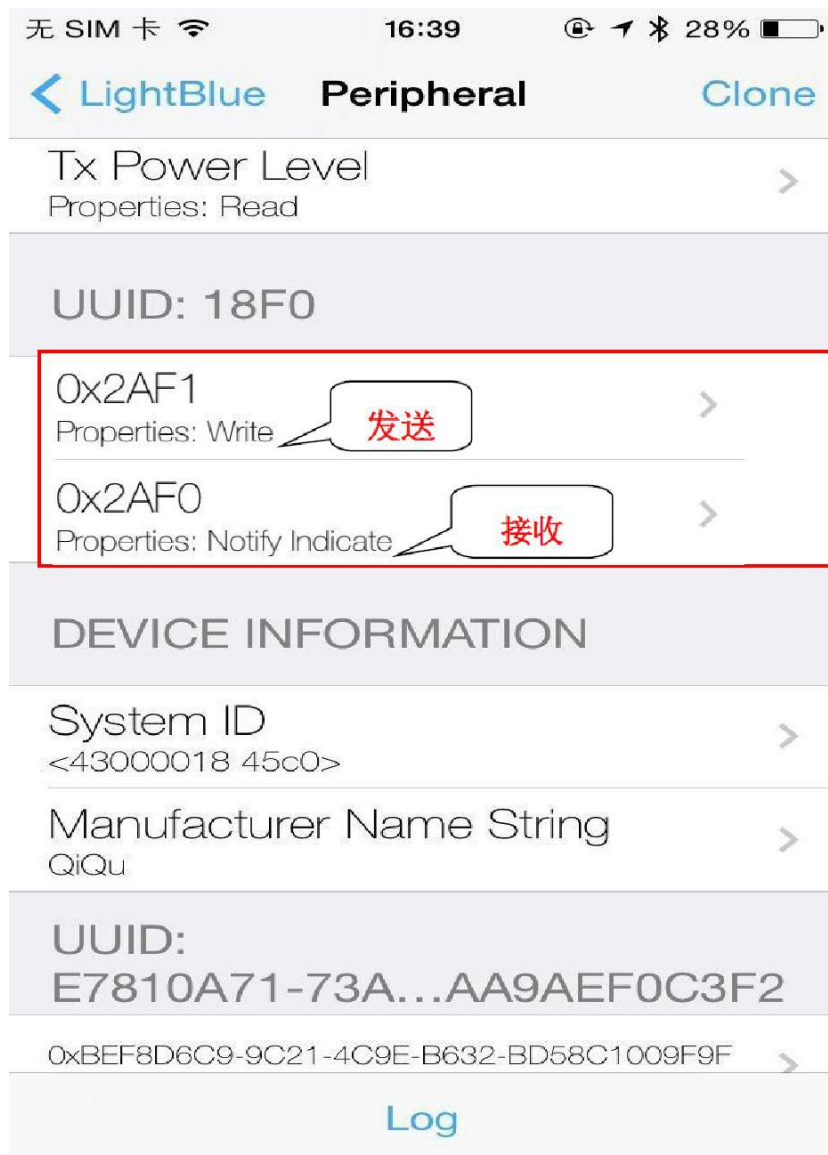 无 SIM 卡 16:39 28%
LightBlue Peripheral Clone
Tx Power Level
Properties: Read
UUID: 18F0
0x2AF1
Properties: Write
发送
0x2AF0
Properties: Notify Indicate
接收
DEVICE INFORMATION
System ID
<43000018 45c0>
Manufacturer Name String
QiQu
UUID:
E7810A71-73A...AA9AEF0C3F2
0xBEF8D6C9-9C21-4C9E-B632-BD58C1009F9F
Log